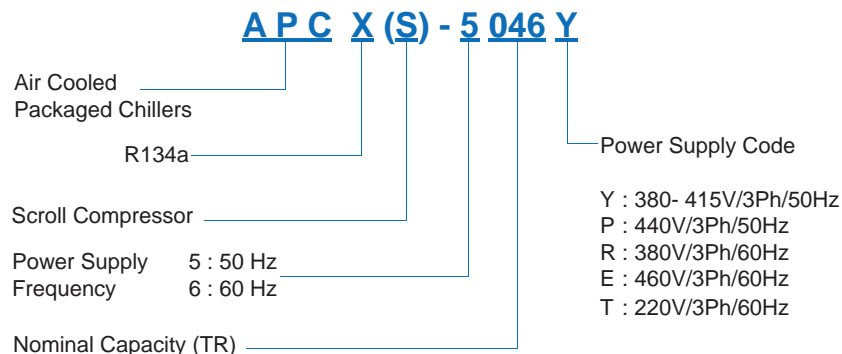 A P C X (S) - 5 046 Y
Air Cooled
Packaged Chillers
R134a
Scroll Compressor
Power Supply 5 : 50 Hz
Frequency 6 : 60 Hz
Nominal Capacity (TR)
Power Supply Code
Y : 380- 415V/3Ph/50Hz
P : 440V/3Ph/50Hz
R : 380V/3Ph/60Hz
E : 460V/3Ph/60Hz
T : 220V/3Ph/60Hz